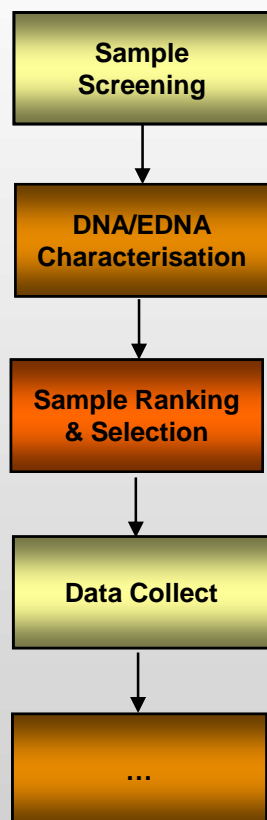 Sample
Screening
DNA/EDNA
Characterisation
Sample Ranking
& Selection
Data Collect
...